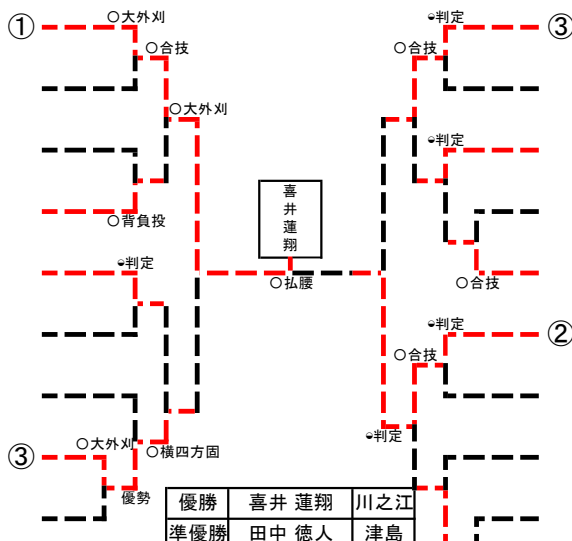 ① ○大外刈 ◒判定 ③
○合技 ○合技
○大外刈
◒判定
喜井蓮翔
○背負投
◒判定 ○払腰 ○合技
◒判定 ②
○合技
③ ○大外刈 ○横四方固 ◒判定
優勢
優勝 喜井 蓮翔 川之江
準優勝 田中 徳人 津島